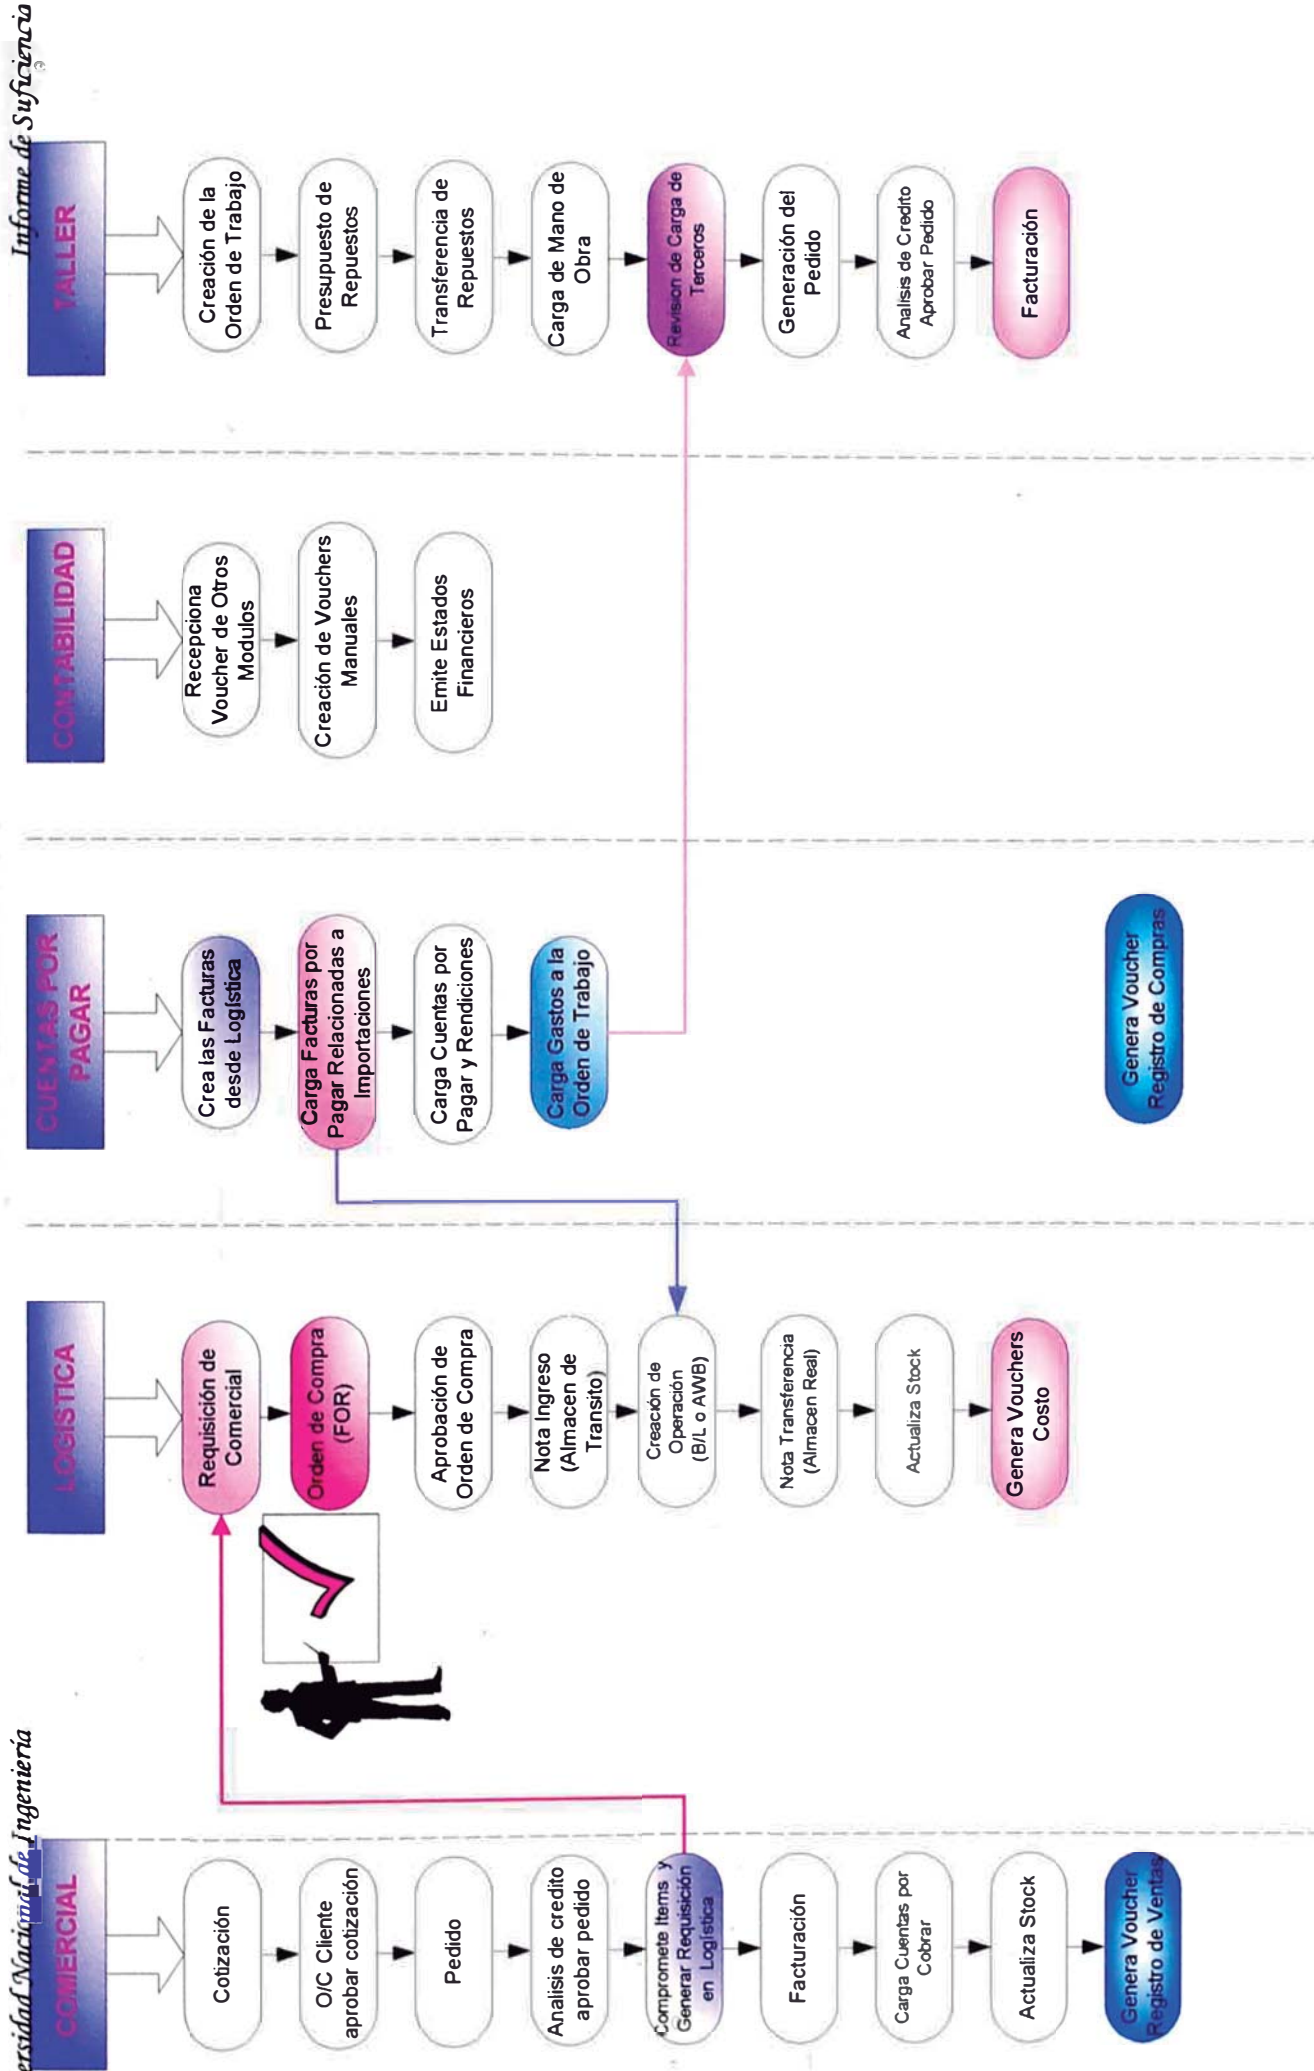 Informe de Suficiencia
Nacional de Ingeniería
COMERCIAL
Cotización
O/C Cliente
aprobar cotización
Pedido
Analisis de credito
aprobar pedido
Compromete Items y
Generar Requisición
en Logística
Facturación
Carga Cuentas por
Cobrar
Actualiza Stock
Genera Voucher
Registro de Ventas
LOGISTICA
Requisición de
Comercial
Orden de Compra
(FOR)
Aprobación de
Orden de Compra
Nota Ingreso
(Almacen de
Transito)
Creación de
Operación
(B/L o AWB)
Nota Transferencia
(Almacen Real)
Actualiza Stock
Genera Vouchers
Costo
CUENTAS POR
PAGAR
Crea las Facturas
desde Logística
Carga Facturas por
Pagar Relacionadas a
Importaciones
Carga Cuentas por
Pagar y Rendiciones
Carga Gastos a la
Orden de Trabajo
Genera Voucher
Registro de Compras
CONTABILIDAD
Recepciona
Voucher de Otros
Modulos
Creación de Vouchers
Manuales
Emite Estados
Financieros
TALLER
Creación de la
Orden de Trabajo
Presupuesto de
Repuestos
Transferencia de
Repuestos
Carga de Mano de
Obra
Revision de Carga de
Terceros
Generación del
Pedido
Analisis de Credito
Aprobar Pedido
Facturación